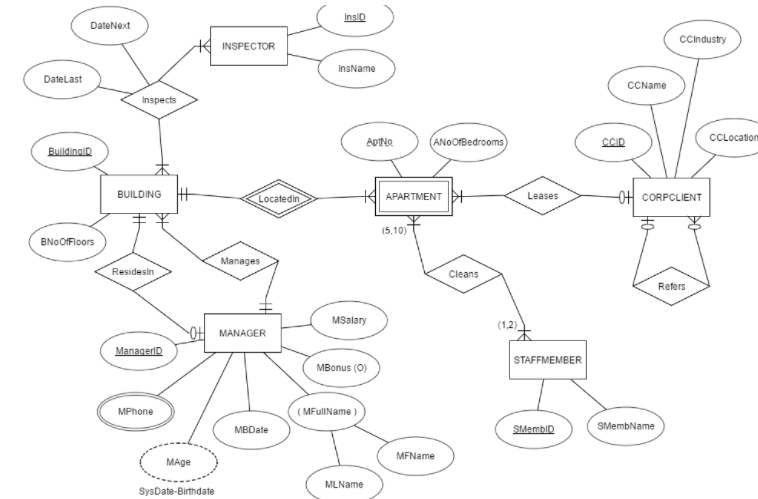 InsID
DateNext
CCIndustry
INSPECTOR
InsName
CCName
DateLast
Inspects
AptNo
ANoOfBedrooms
CCID
CCLocation
BuildingID
BUILDING
LocatedIn
APARTMENT
Leases
CORPCLIENT
(5,10)
BNoOfFloors
Manages
ResidesIn
Cleans
Refers
MANAGER
MSalary
(1,2)
ManagerID
STAFFMEMBER
MBonus (O)
MPhone
( MFullName )
MBDate
SMembID
SMembName
MAge
MFName
MLName
SysDate-Birthdate